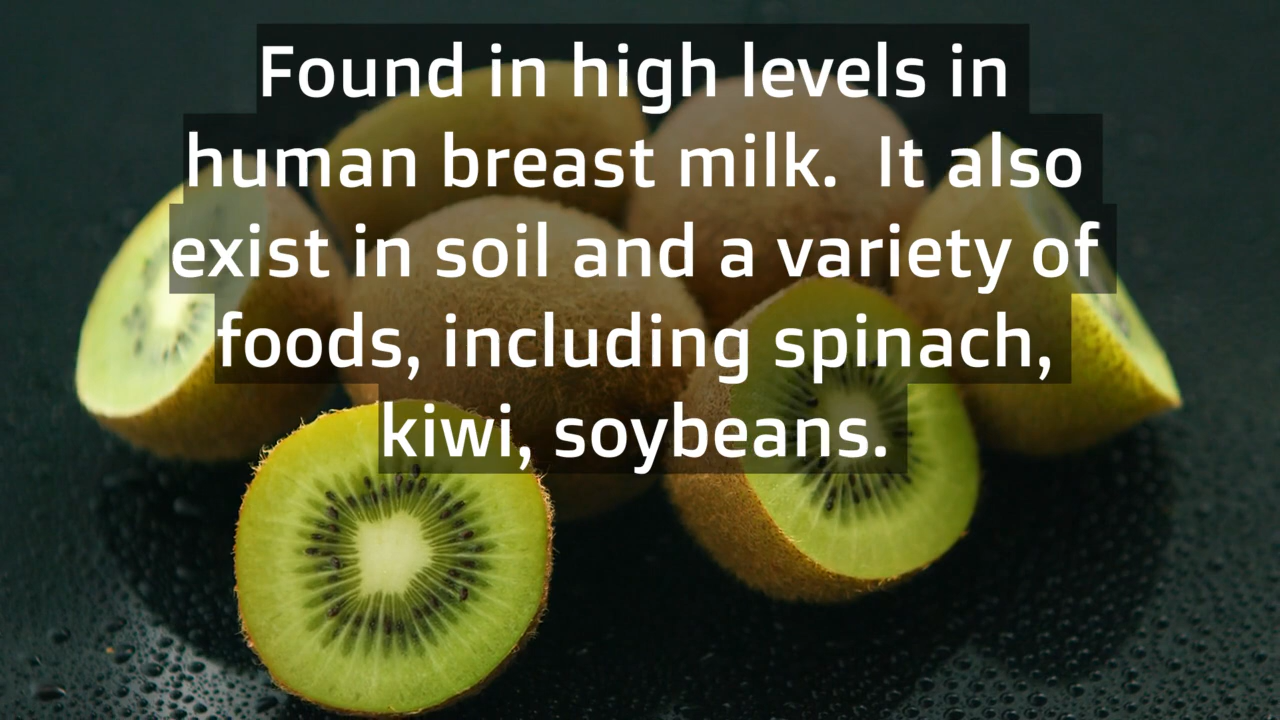 Found in high levels in
human breast milk.  It also
exist in soil and a variety of
foods, including spinach,
kiwi, soybeans.